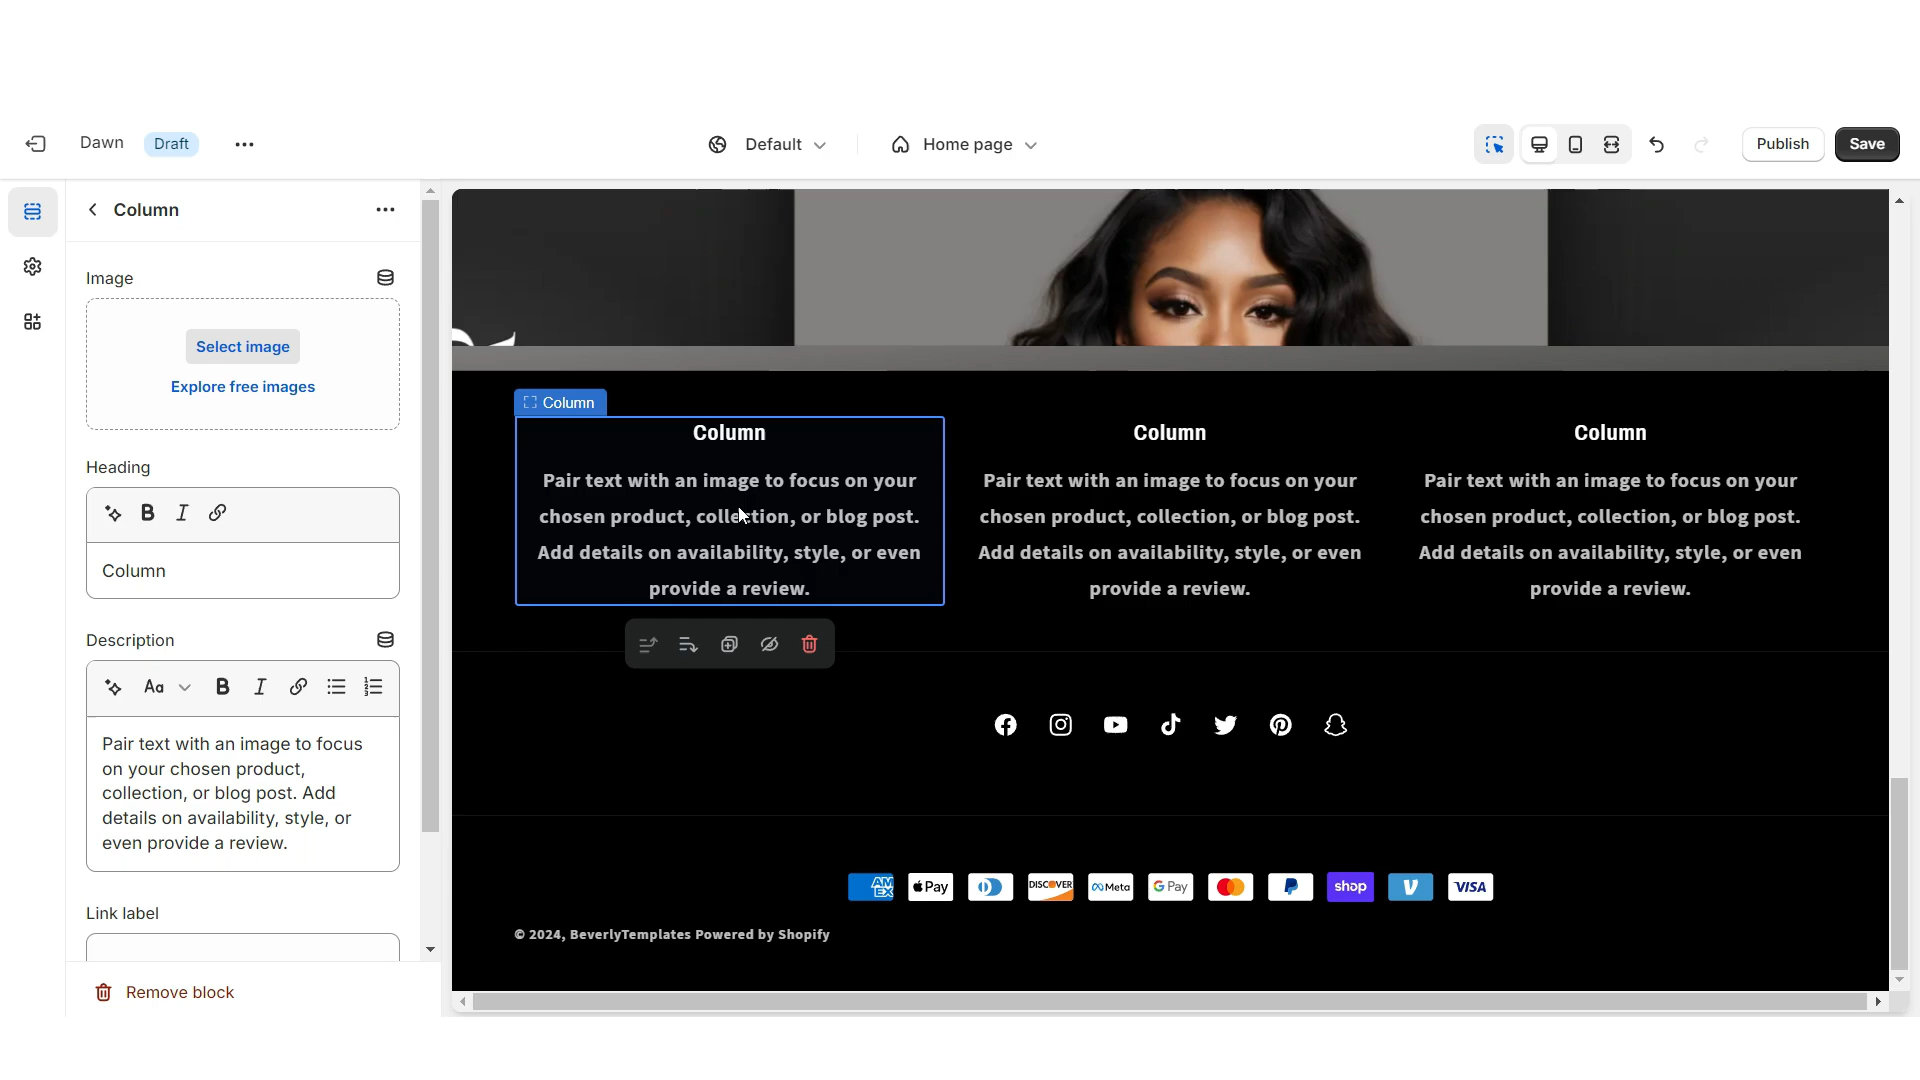 Dawn Draft Default Home page Publish Save
Column
Image
Select image
Explore free images
Heading
Column
Description
Aa
Pair text with an image to focus
on your chosen product,
collection, or blog post. Add
details on availability, style, or
even provide a review.
Link label
Remove block
Column
Column
Pair text with an image to focus on your
chosen product, collection, or blog post.
Add details on availability, style, or even
provide a review.
Column
Pair text with an image to focus on your
chosen product, collection, or blog post.
Add details on availability, style, or even
provide a review.
Column
Pair text with an image to focus on your
chosen product, collection, or blog post.
Add details on availability, style, or even
provide a review.
AM EX Pay DISCOVER Meta G Pay shop VISA
© 2024, BeverlyTemplates Powered by Shopify